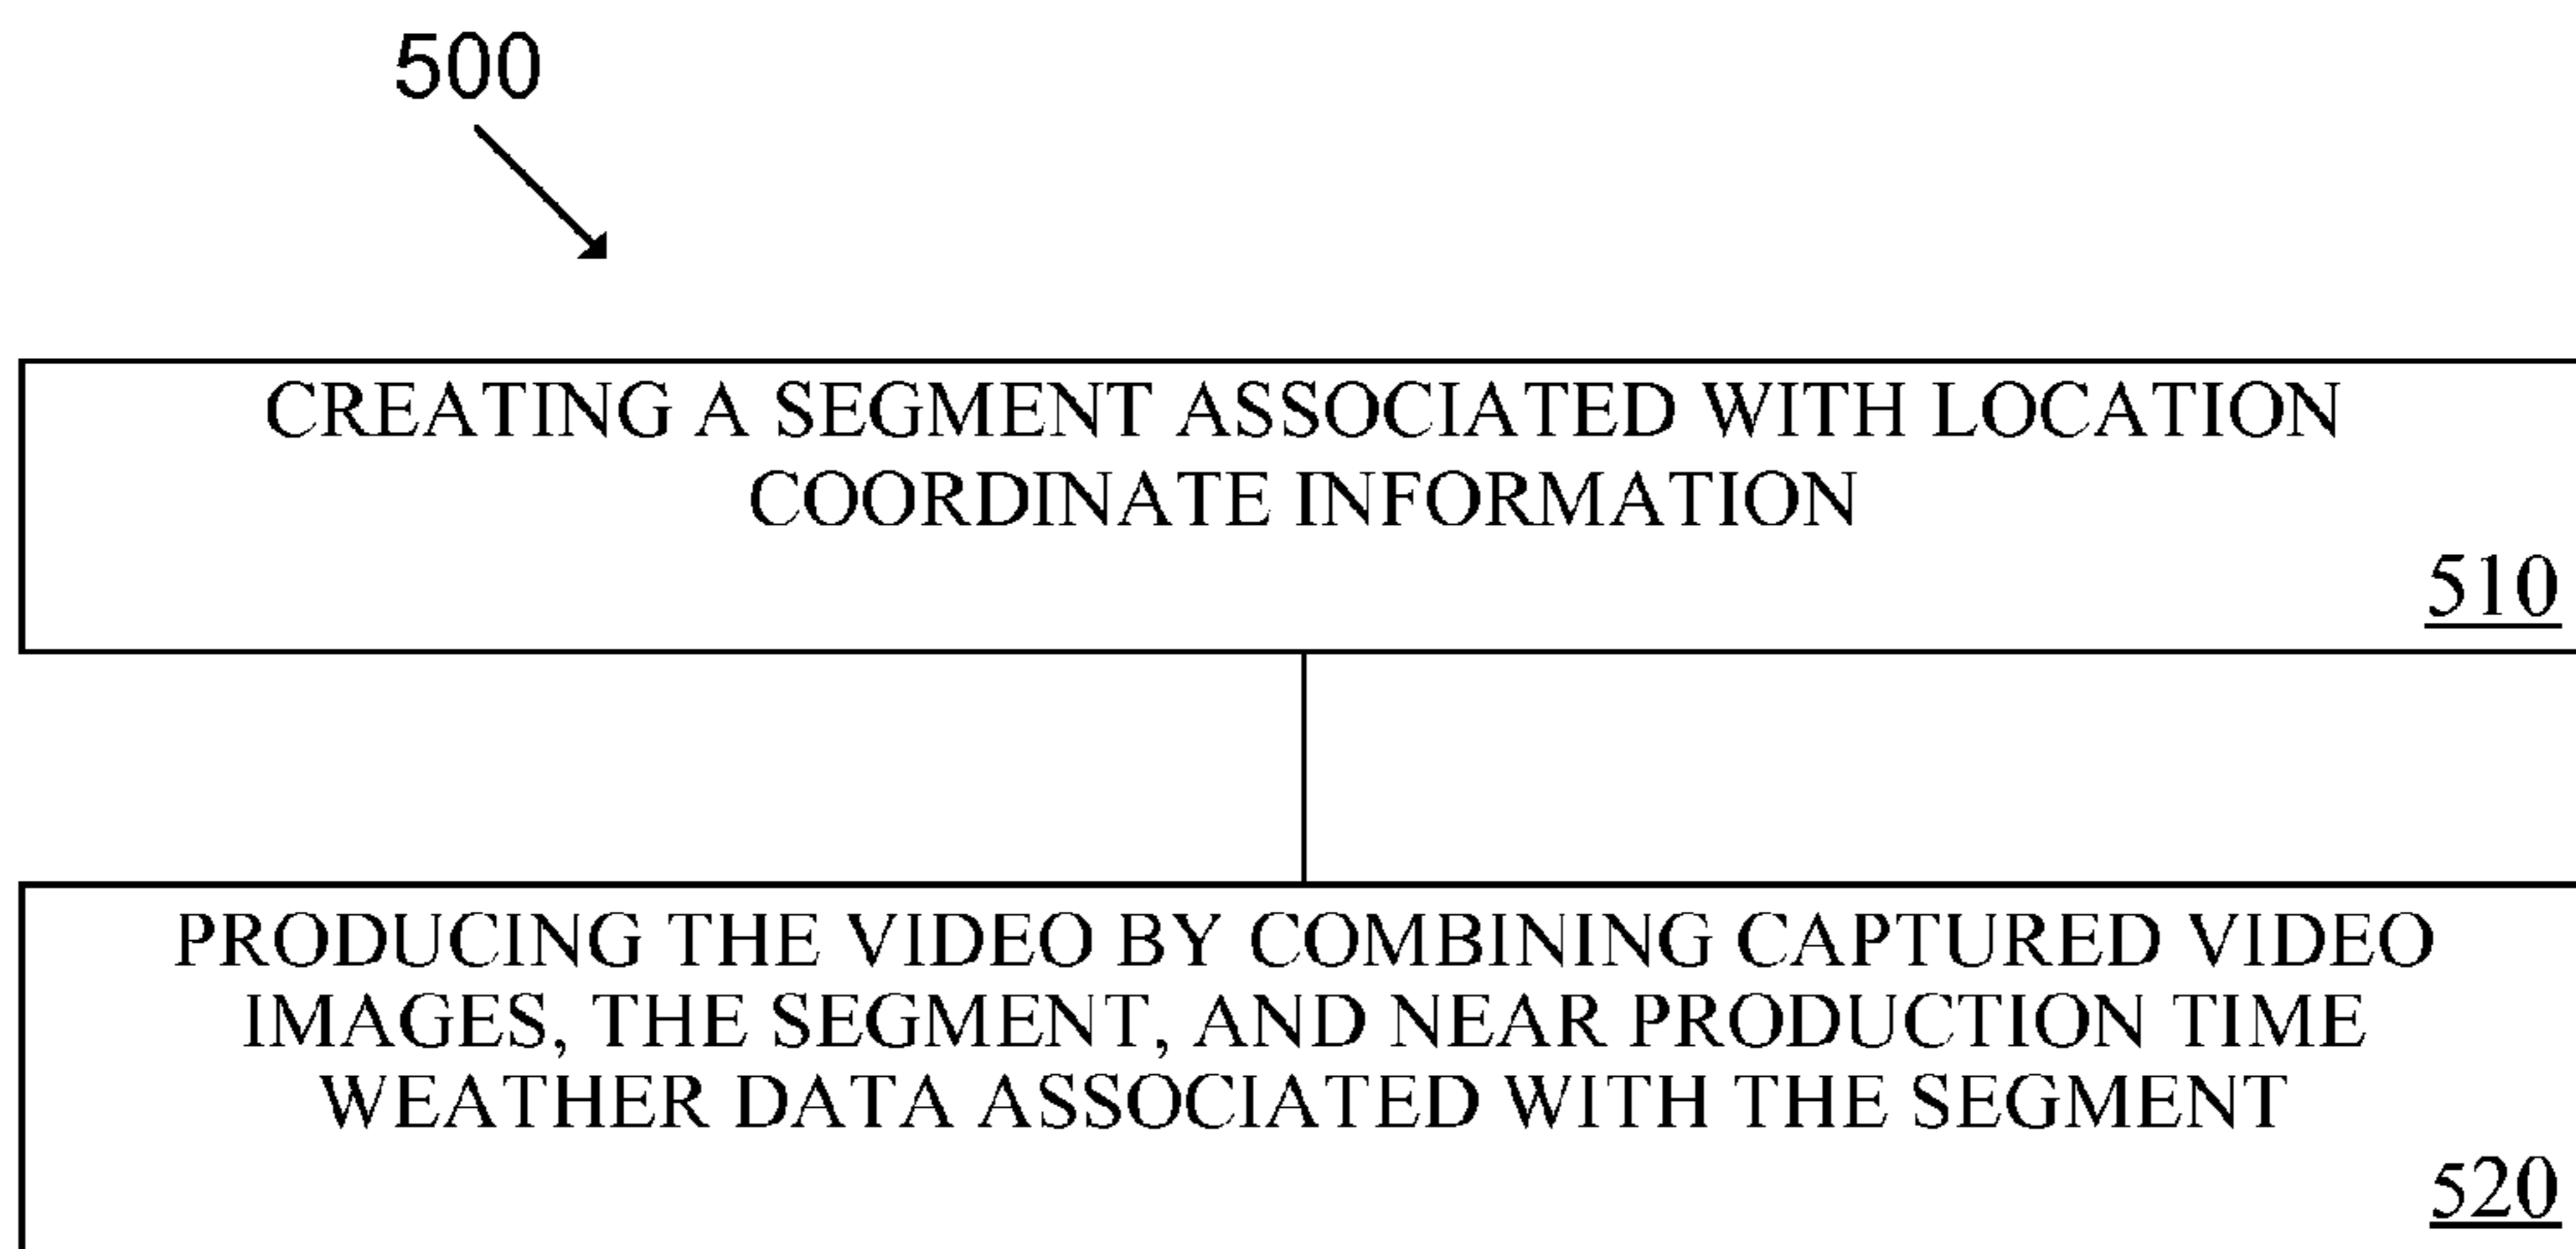 500
CREATING A SEGMENT ASSOCIATED WITH LOCATION
COORDINATE INFORMATION
510
PRODUCING THE VIDEO BY COMBINING CAPTURED VIDEO
IMAGES, THE SEGMENT, AND NEAR PRODUCTION TIME
WEATHER DATA ASSOCIATED WITH THE SEGMENT
520